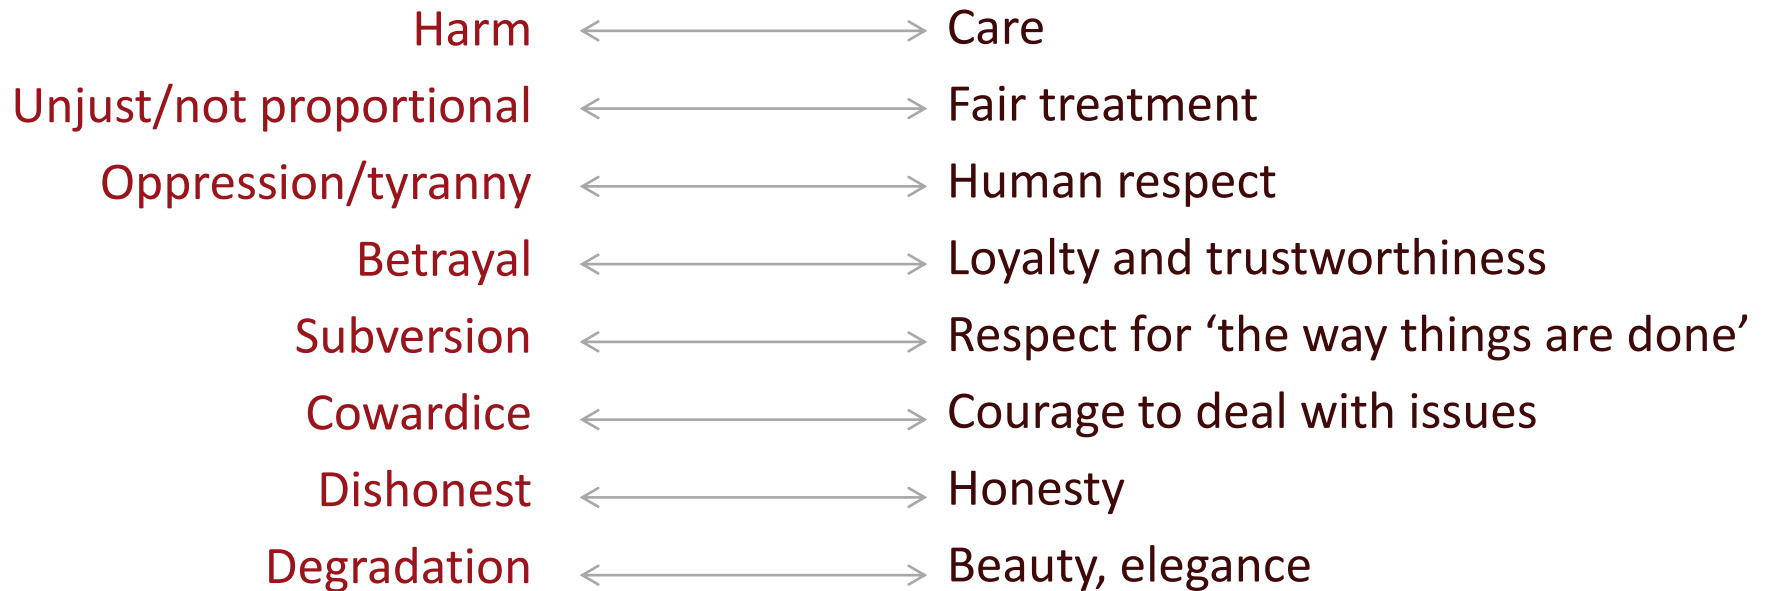 Harm Care
Unjust/not proportional Fair treatment
Oppression/tyranny Human respect
Betrayal Loyalty and trustworthiness
Subversion Respect for ‘the way things are done’
Cowardice Courage to deal with issues
Dishonest Honesty
Degradation Beauty, elegance